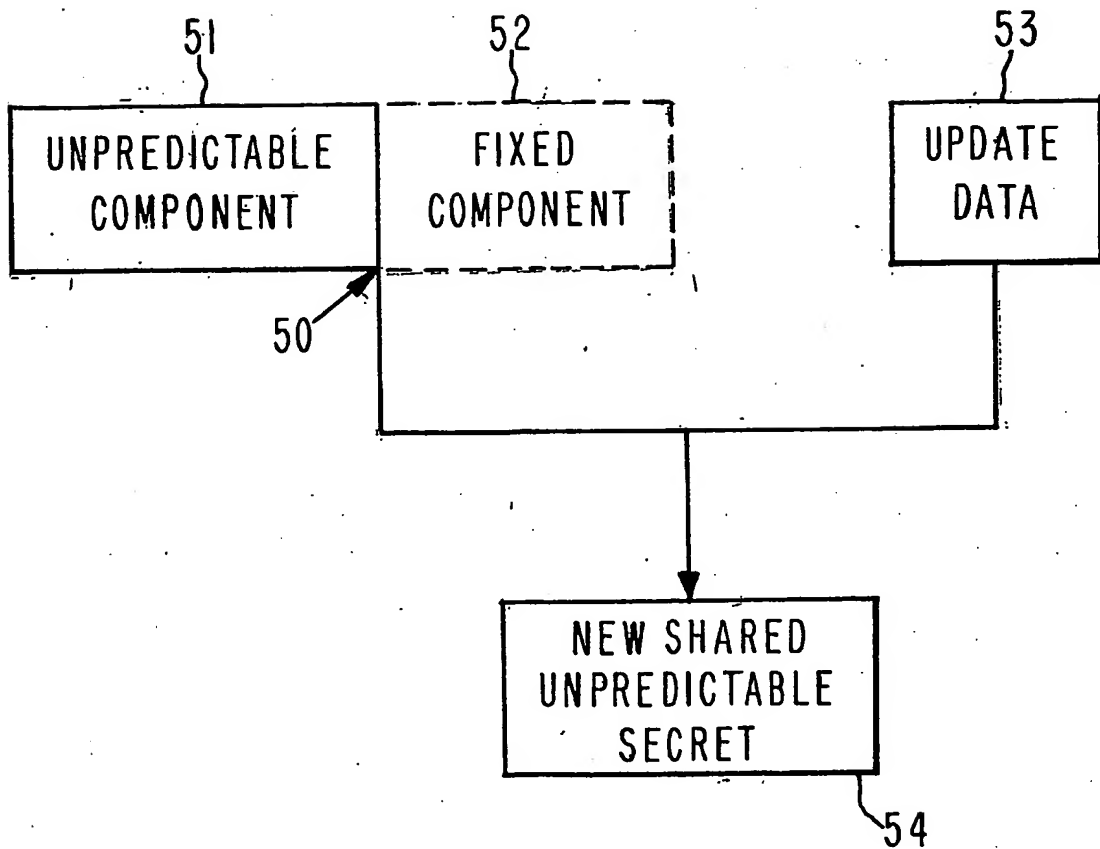 51
52
53
UNPREDICTABLE
COMPONENT
FIXED
COMPONENT
UPDATE
DATA
50
NEW SHARED
UNPREDICTABLE
SECRET
54